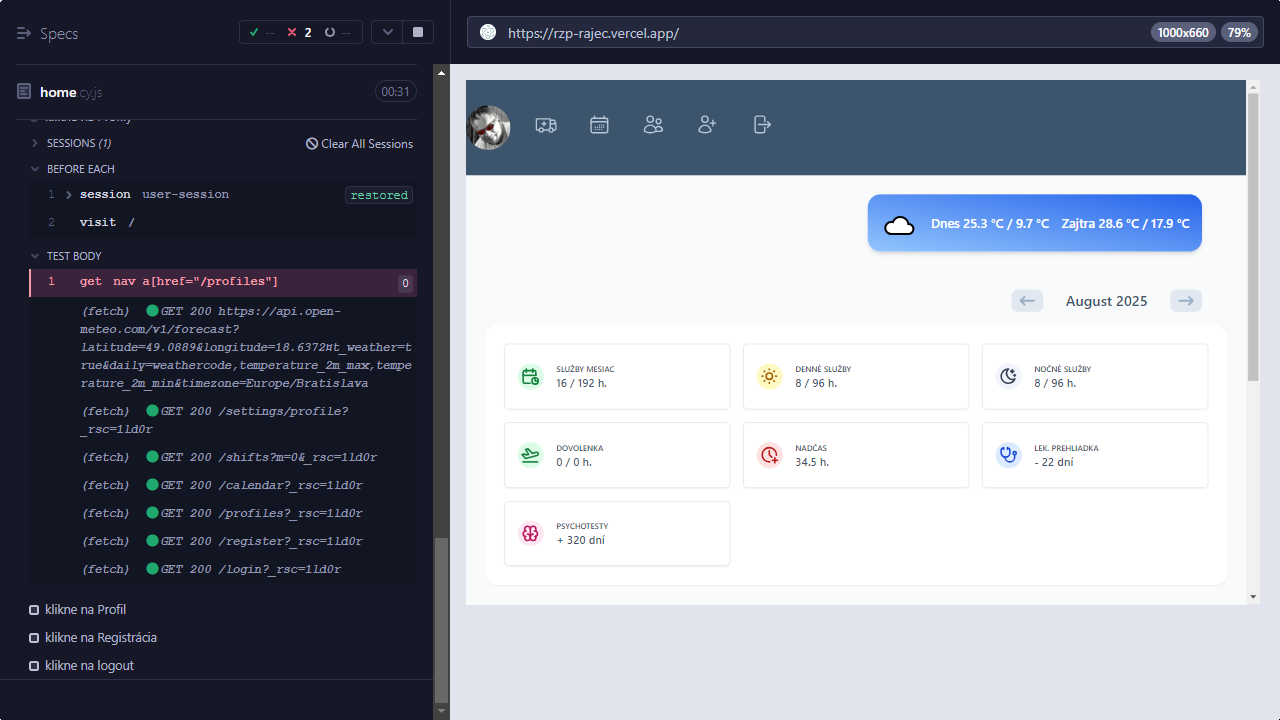 Specs
-- 2 --
https://rzp-rajec.vercel.app/
1000x660
79%
home.cy.js
00:31
SESSIONS (1)
Clear All Sessions
BEFORE EACH
1 session user-session restored
2 visit /
TEST BODY
1 get nav a[href="/profiles"] 0
(fetch) GET 200 https://api.open-
meteo.com/v1/forecast?
latitude=49.0889&longitude=18.6372¤t_weather=t
rue&daily=weathercode,temperature_2m_max,tempe
rature_2m_min&timezone=Europe/Bratislava
(fetch) GET 200 /settings/profile?
_rsc=1ld0r
(fetch) GET 200 /shifts?m=0&_rsc=1ld0r
(fetch) GET 200 /calendar?_rsc=1ld0r
(fetch) GET 200 /profiles?_rsc=1ld0r
(fetch) GET 200 /register?_rsc=1ld0r
(fetch) GET 200 /login?_rsc=1ld0r
klikne na Profil
klikne na Registrácia
klikne na logout
Dnes 25.3 °C / 9.7 °C Zajtra 28.6 °C / 17.9 °C
August 2025
SLUŽBY MESIAC
16 / 192 h.
DENNÉ SLUŽBY
8 / 96 h.
NOČNÉ SLUŽBY
8 / 96 h.
DOVOLENKA
0 / 0 h.
NADČAS
34.5 h.
LEK. PREHLIADKA
- 22 dní
PSYCHOTESTY
+ 320 dní